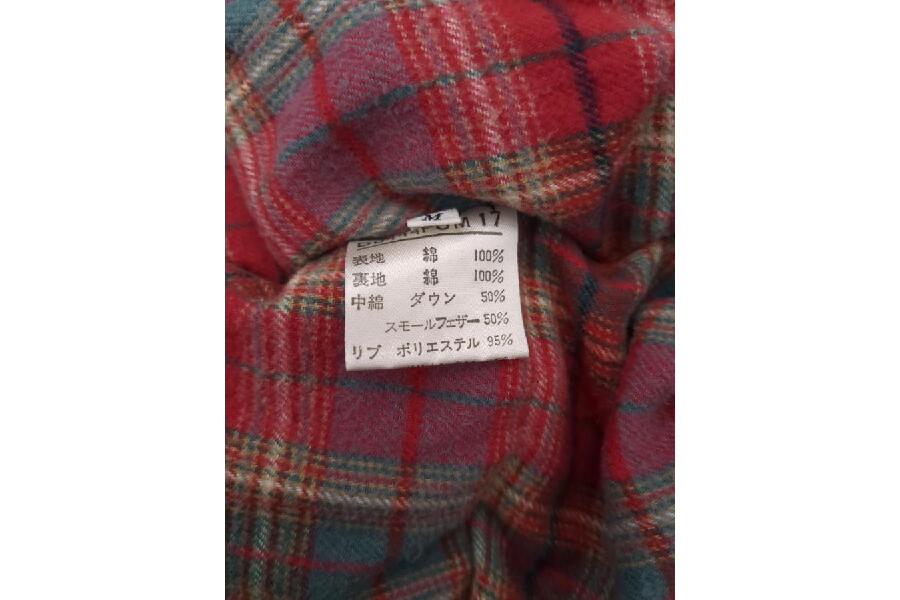 M
M 17
表地 綿 100%
裏地 綿 100%
中綿 ダウン 50%
スモールフェザー 50%
リブ ポリエステル 95%